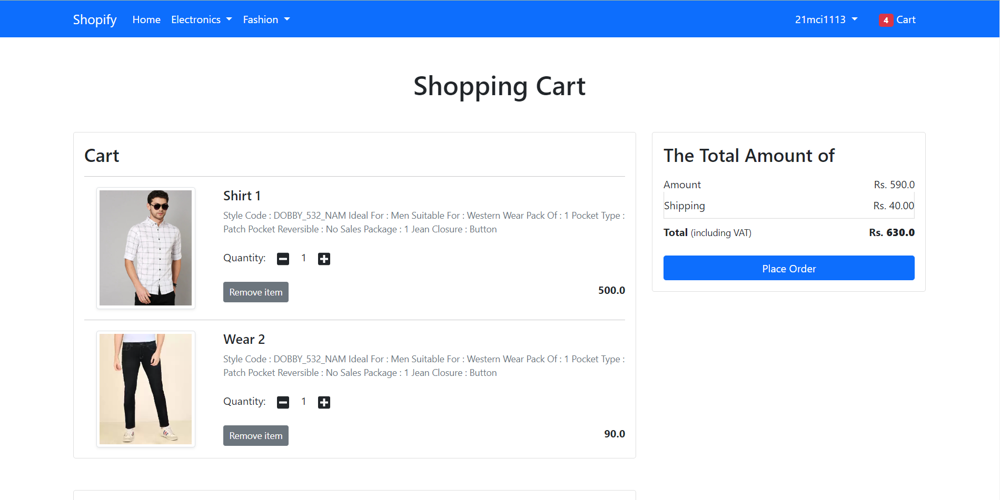 Shopify Home Electronics Fashion 21mci1113 4 Cart
Shopping Cart
Cart
Shirt 1
Style Code : DOBBY_532_NAM Ideal For : Men Suitable For : Western Wear Pack Of : 1 Pocket Type :
Patch Pocket Reversible : No Sales Package : 1 Jean Closure : Button
Quantity: 1
Remove item 500.0
Wear 2
Style Code : DOBBY_532_NAM Ideal For : Men Suitable For : Western Wear Pack Of : 1 Pocket Type :
Patch Pocket Reversible : No Sales Package : 1 Jean Closure : Button
Quantity: 1
Remove item 90.0
The Total Amount of
Amount Rs. 590.0
Shipping Rs. 40.00
Total (including VAT) Rs. 630.0
Place Order